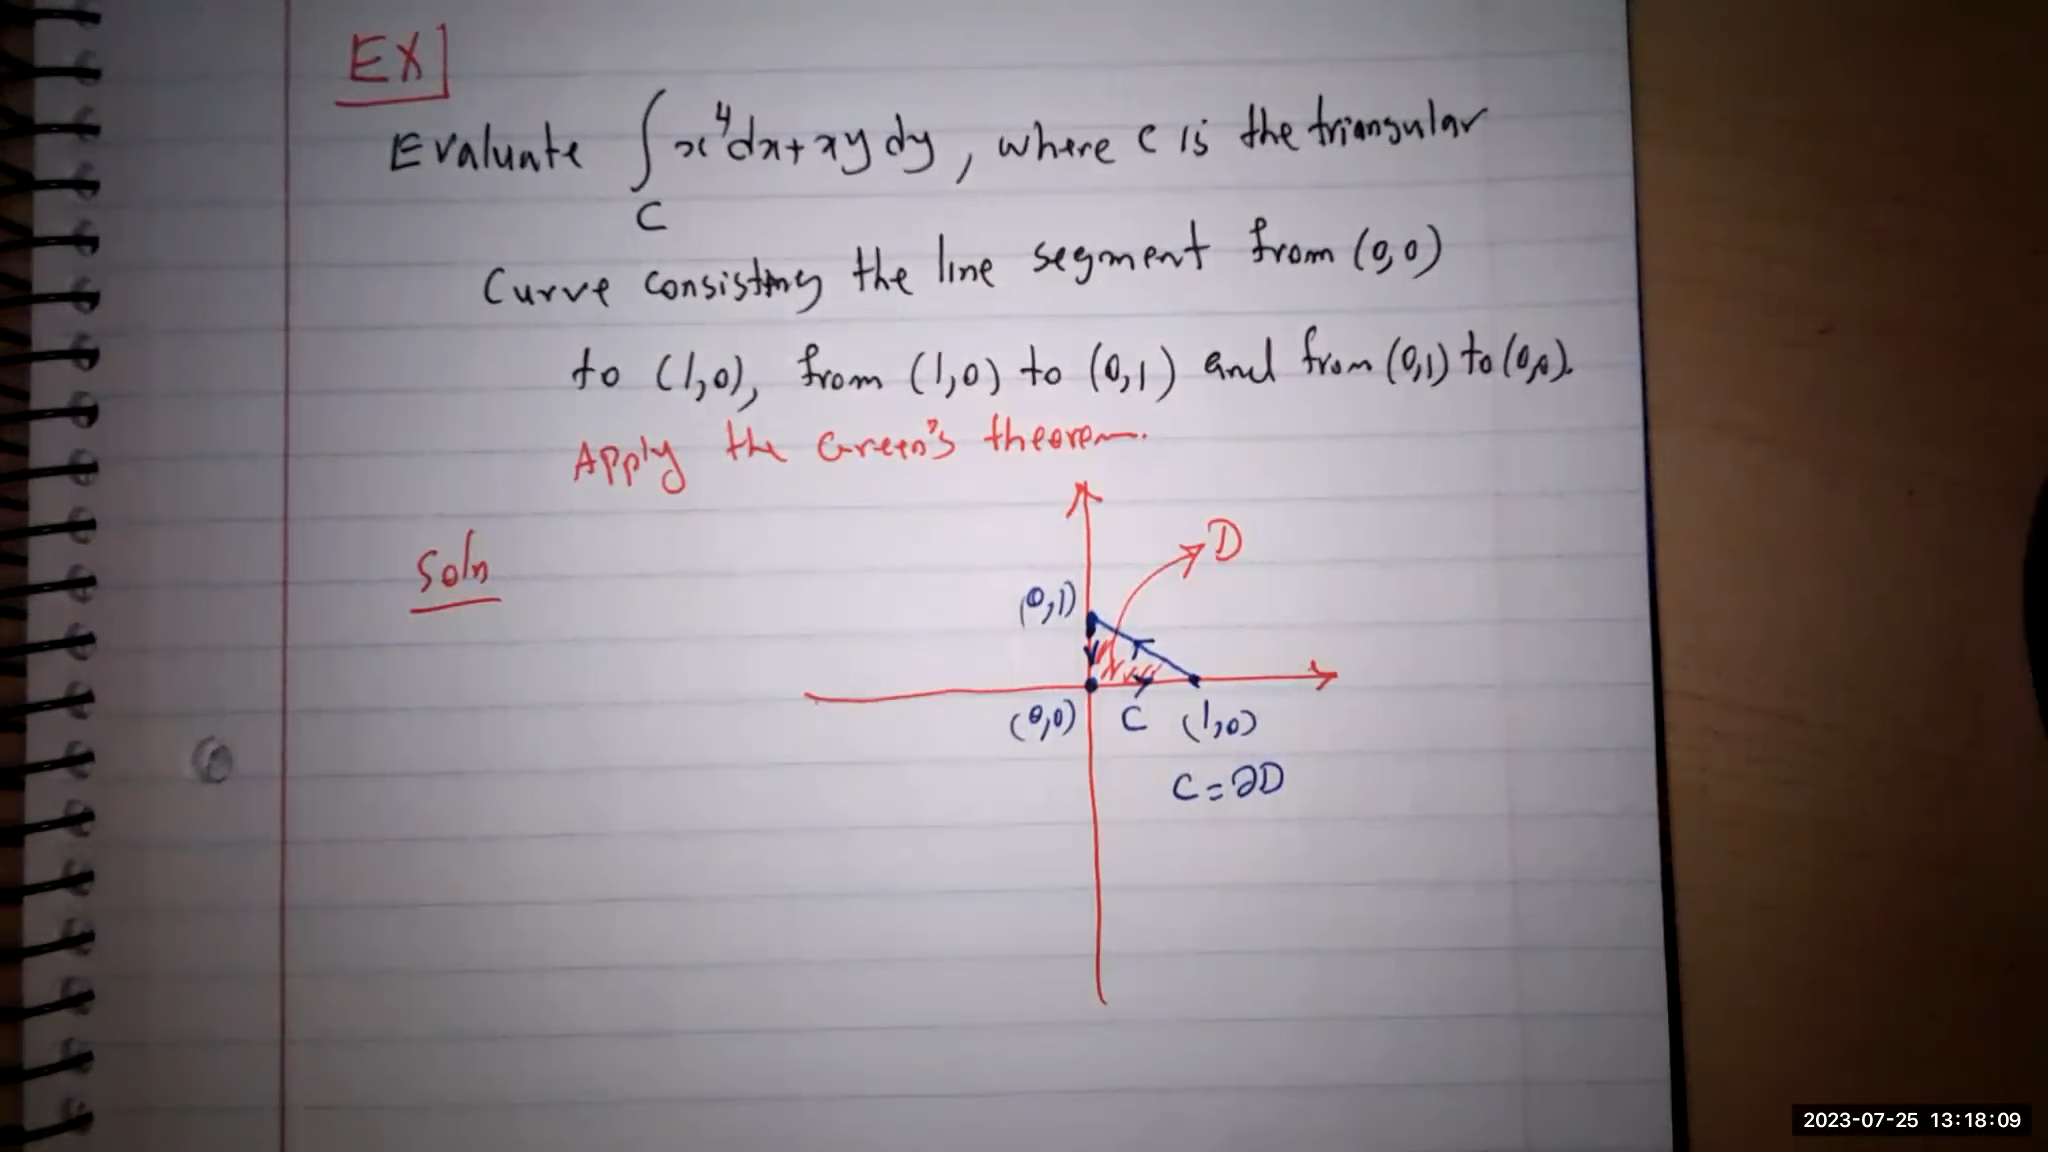 EX
Evaluate ∫_C x⁴dx + xy dy, where C is the triangular
Curve consisting the line segment from (0,0)
to (1,0), from (1,0) to (0,1) and from (0,1) to (0,0).
Apply the Green's theorem.
Soln
D
(0,1)
(0,0) C (1,0)
C = ∂D
2023-07-25 13:18:09